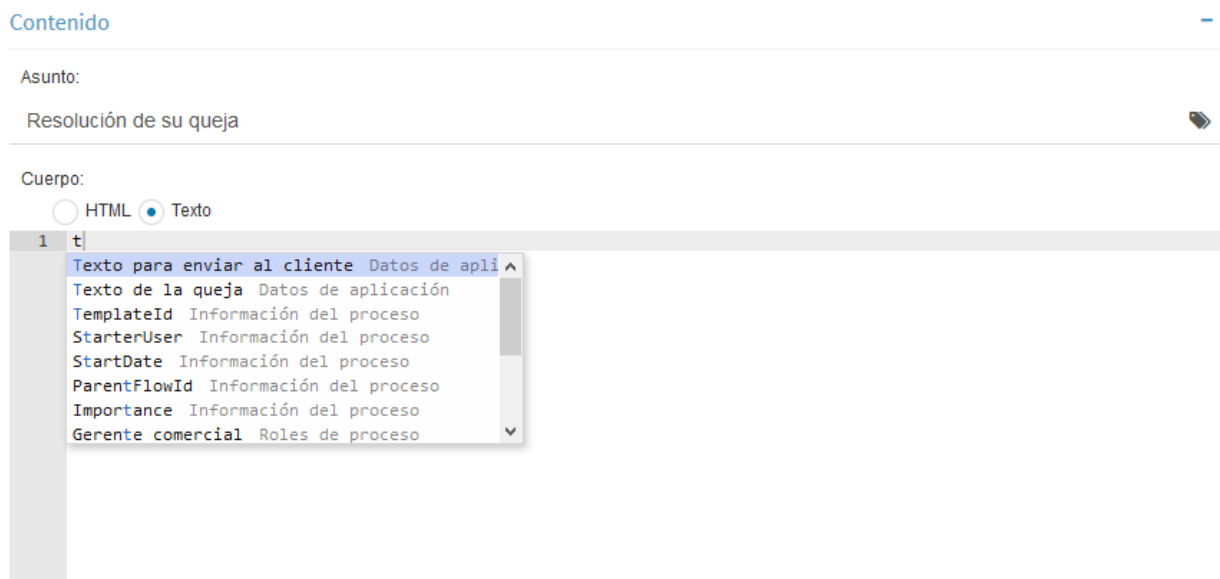 Contenido
Asunto:
Resolución de su queja
Cuerpo:
HTML Texto
1 t
Texto para enviar al cliente Datos de apli
Texto de la queja Datos de aplicación
TemplateId Información del proceso
StarterUser Información del proceso
StartDate Información del proceso
ParentFlowId Información del proceso
Importance Información del proceso
Gerente comercial Roles de proceso